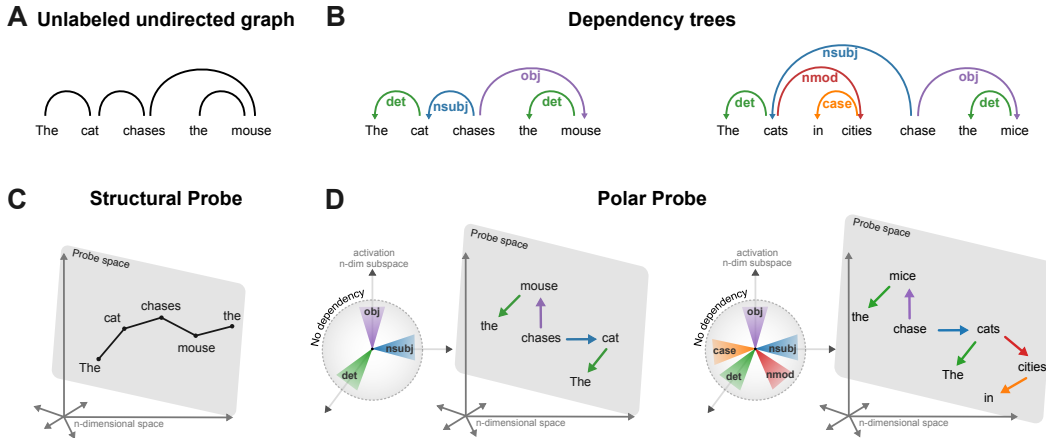 A Unlabeled undirected graph
The cat chases the mouse
B Dependency trees
det nsubj obj det
The cat chases the mouse
nsubj
nmod obj
det case det
The cats in cities chase the mice
C Structural Probe
Probe space
The cat chases mouse the
n-dimensional space
D Polar Probe
activation
n-dim subspace
No dependency
obj
nsubj
det
Probe space
mouse
the
chases cat
The
n-dimensional space
activation
n-dim subspace
No dependency
obj
case nsubj
det nmod
Probe space
mice
the
chase cats
The cities
in
n-dimensional space